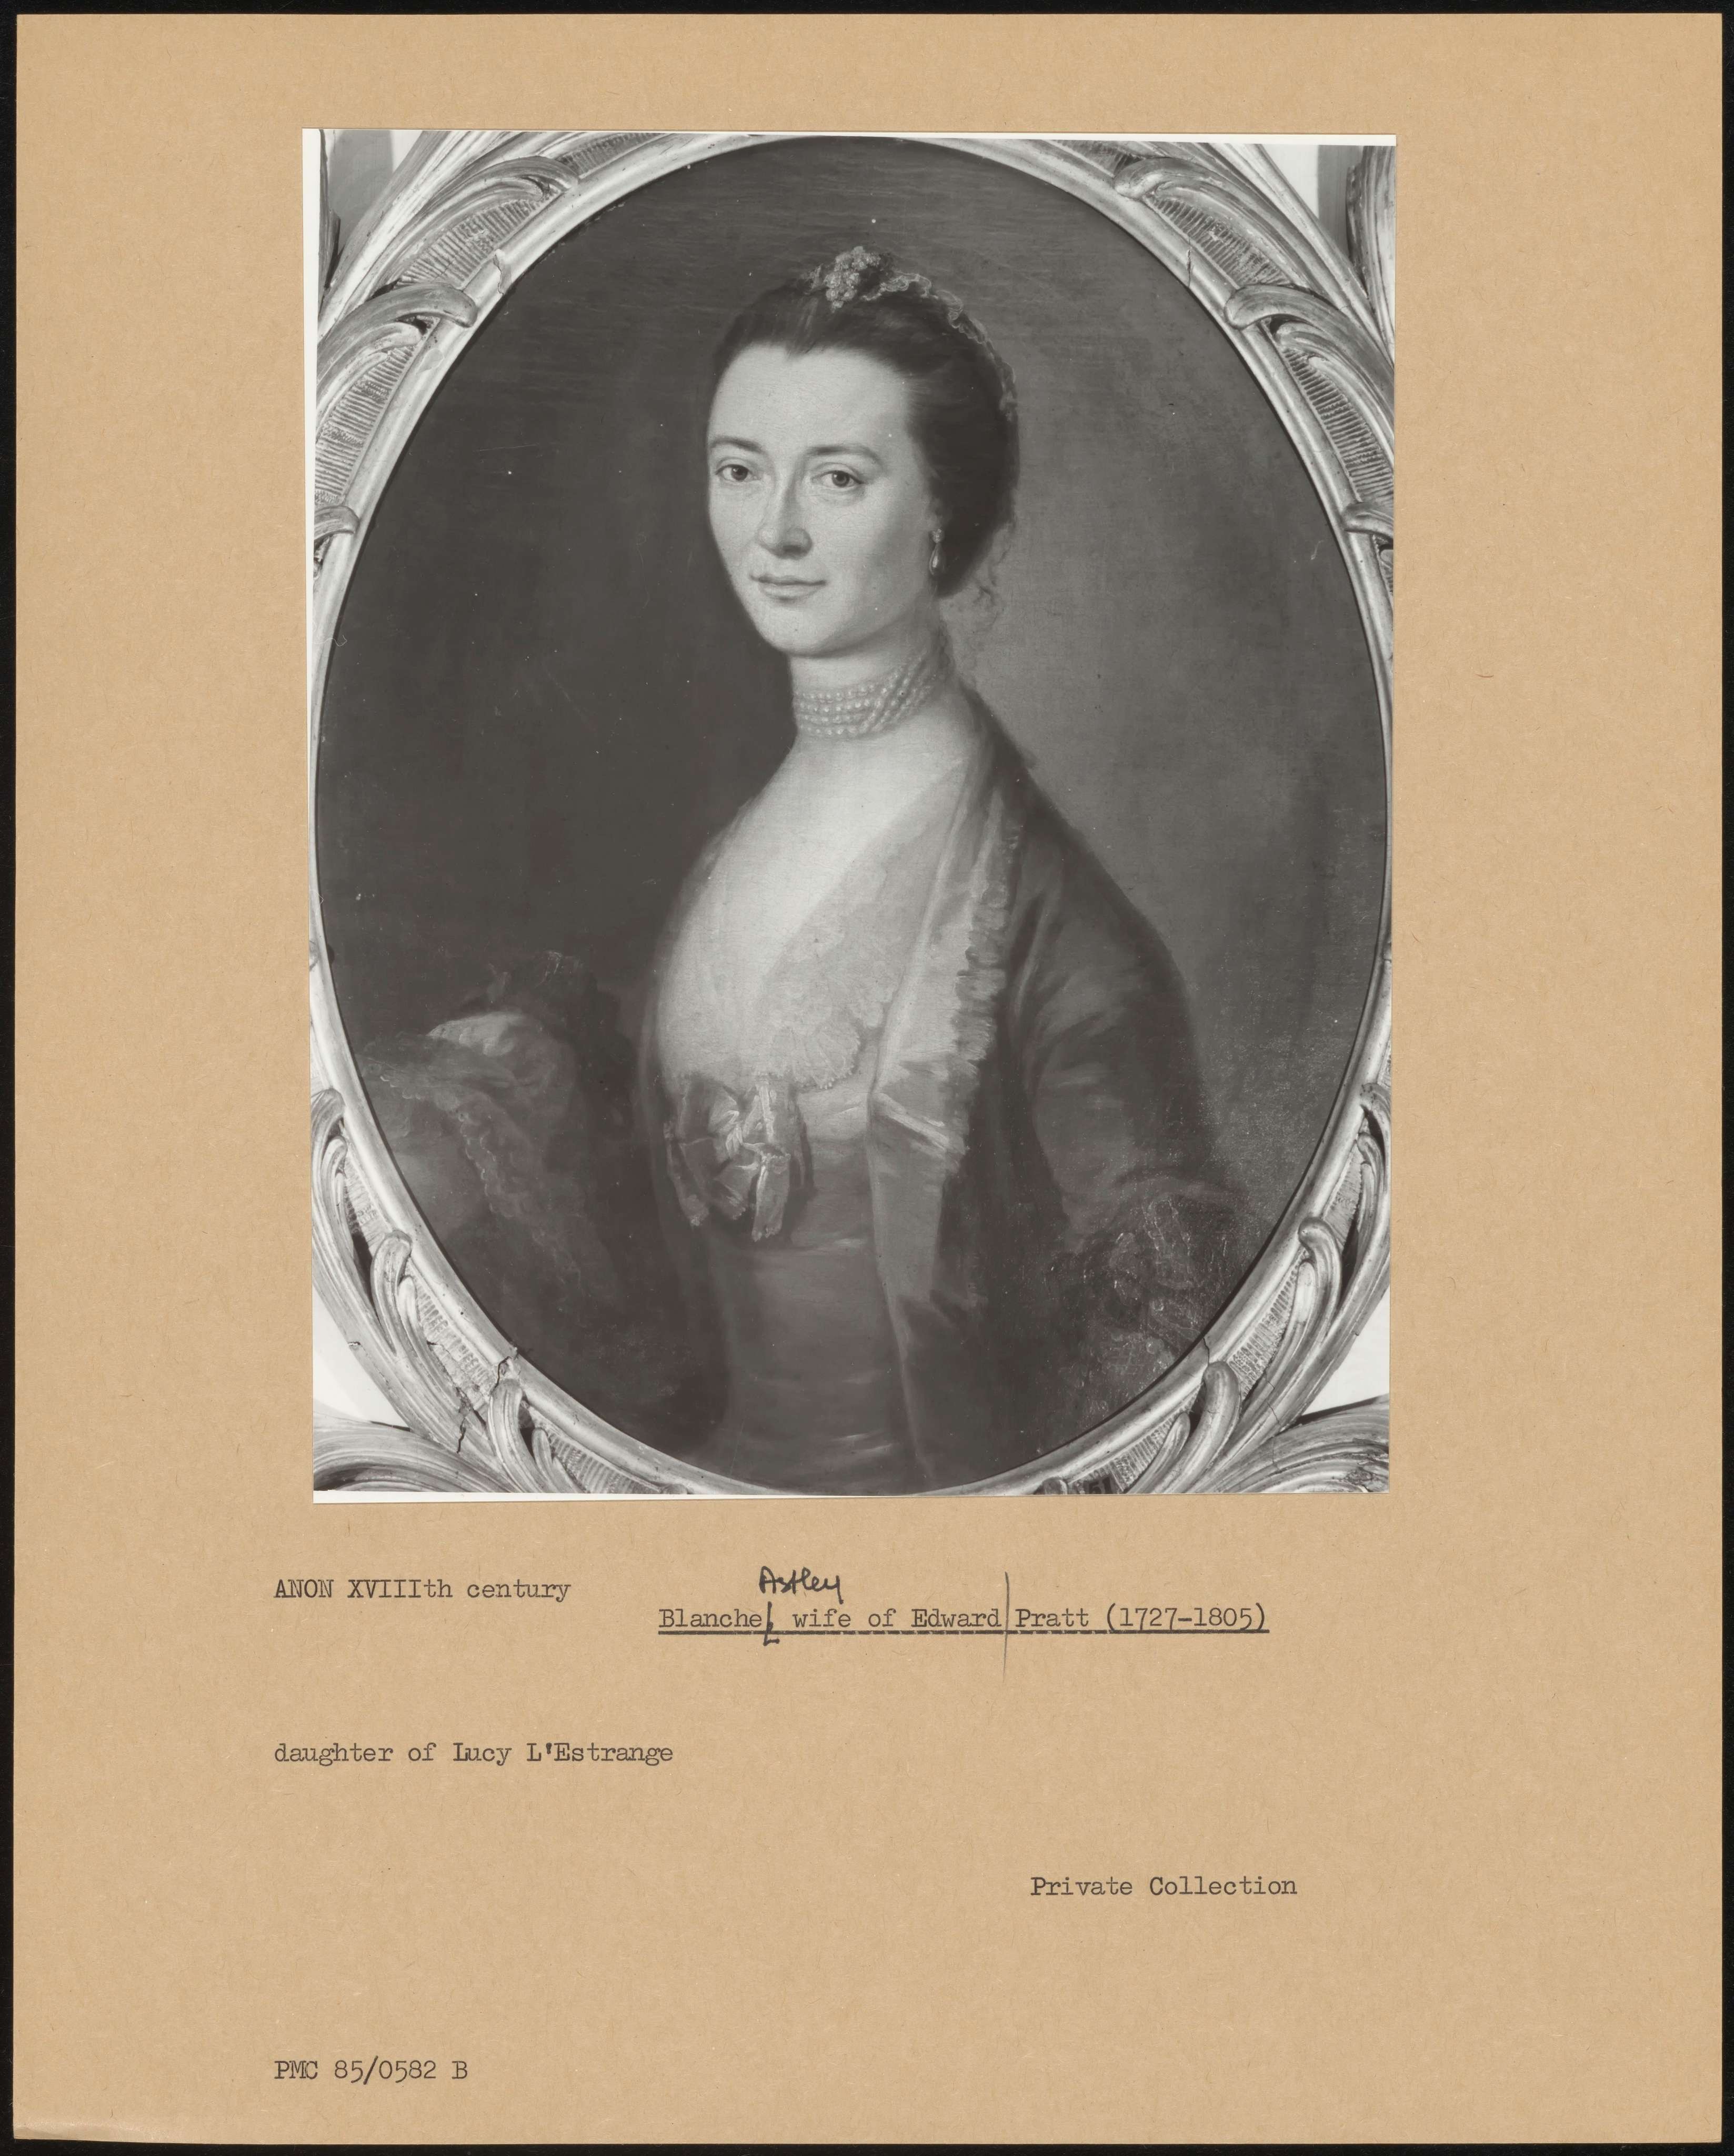 ANON XVIIIth century
Astley
Blanche, wife of Edward Pratt (1727-1805)
daughter of Lucy L'Estrange
Private Collection
PMC 85/0582 B